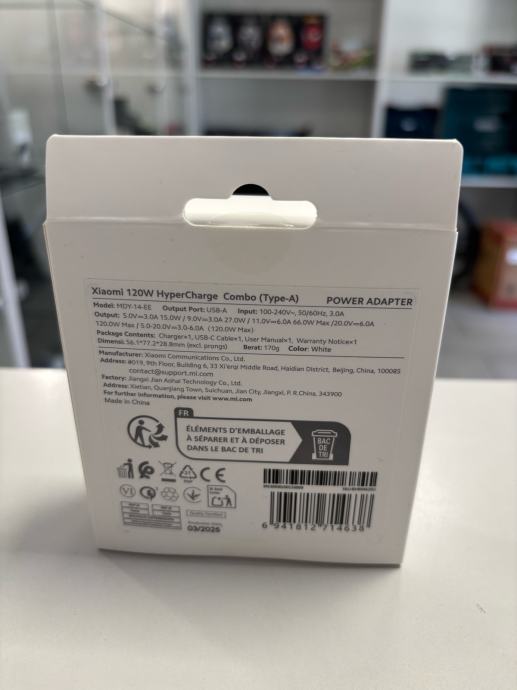 Xiaomi 120W HyperCharge Combo (Type-A) POWER ADAPTER
Model: MDY-14-EE Output Port: USB-A Input: 100-240V~, 50/60Hz, 3.0A
Output: 5.0V⎓3.0A 15.0W / 9.0V⎓3.0A 27.0W / 11.0V⎓6.0A 66.0W Max /20.0V⎓6.0A
120.0W Max / 5.0-20.0V⎓3.0-6.0A (120.0W Max)
Package Contents: Charger×1, USB-C Cable×1, User Manual×1, Warranty Notice×1
Dimensi: 56.1*77.2*28.8mm (excl. prongs) Berat: 170g Color: White
Manufacturer: Xiaomi Communications Co., Ltd.
Address: #019, 9th Floor, Building 6, 33 Xi'erqi Middle Road, Haidian District, Beijing, China, 100085
contact@support.mi.com
Factory: Jiangxi Jian Aohai Technology Co., Ltd.
Address: Xietian, Quanjiang Town, Suichuan, Jian City, Jiangxi, P.R.China, 343900
For further information, please visit www.mi.com
Made in China
FR
ÉLÉMENTS D'EMBALLAGE
À SÉPARER ET À DÉPOSER
DANS LE BAC DE TRI
BAC
DE
TRI
CE
VI
Production Date:
03/2025
6 941812 714638